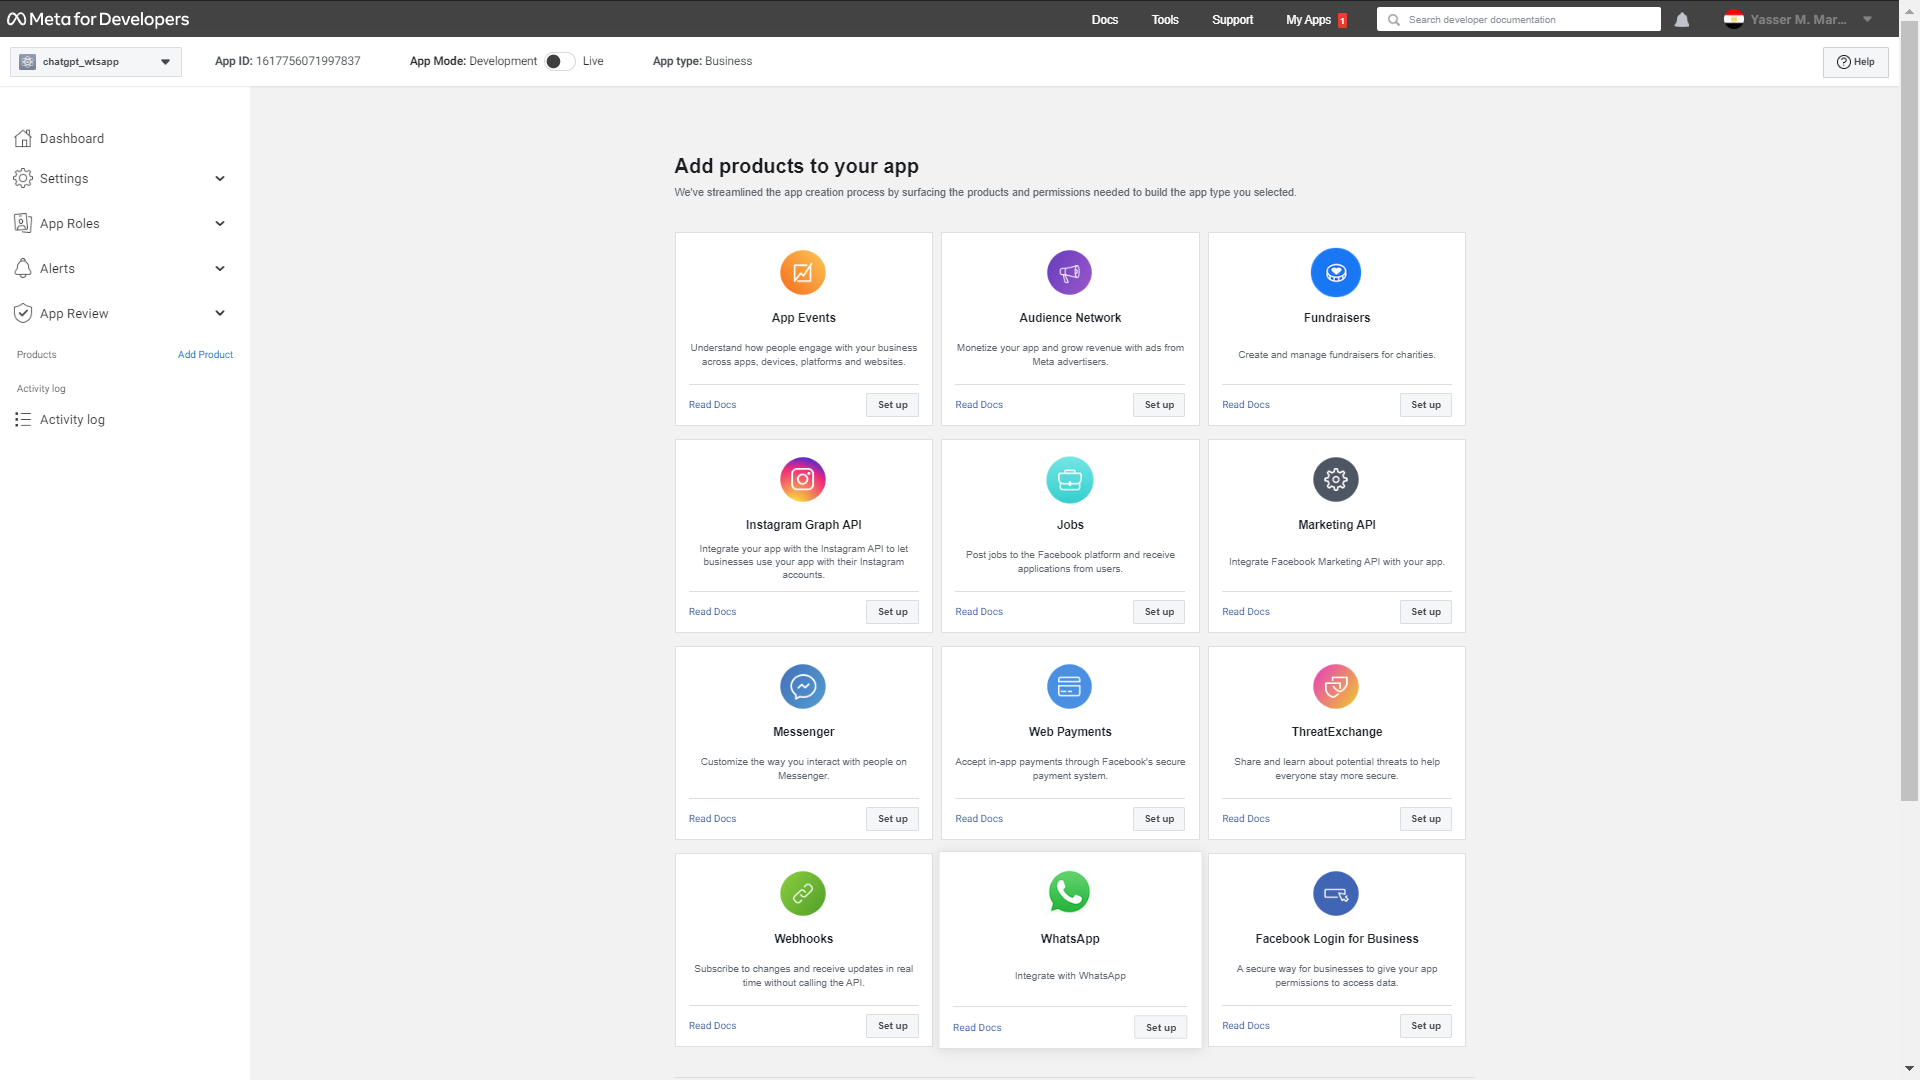 Meta for Developers
Docs
Tools
Support
My Apps 1
Search developer documentation
Yasser M. Mar...
chatgpt_wtsapp
App ID: 1617756071997837
App Mode: Development
Live
App type: Business
Help
Dashboard
Settings
App Roles
Alerts
App Review
Products
Add Product
Activity log
Activity log
Add products to your app
We've streamlined the app creation process by surfacing the products and permissions needed to build the app type you selected.
App Events
Understand how people engage with your business
across apps, devices, platforms and websites.
Read Docs
Set up
Audience Network
Monetize your app and grow revenue with ads from
Meta advertisers.
Read Docs
Set up
Fundraisers
Create and manage fundraisers for charities.
Read Docs
Set up
Instagram Graph API
Integrate your app with the Instagram API to let
businesses use your app with their Instagram
accounts.
Read Docs
Set up
Jobs
Post jobs to the Facebook platform and receive
applications from users.
Read Docs
Set up
Marketing API
Integrate Facebook Marketing API with your app.
Read Docs
Set up
Messenger
Customize the way you interact with people on
Messenger.
Read Docs
Set up
Web Payments
Accept in-app payments through Facebook's secure
payment system.
Read Docs
Set up
ThreatExchange
Share and learn about potential threats to help
everyone stay more secure.
Read Docs
Set up
Webhooks
Subscribe to changes and receive updates in real
time without calling the API.
Read Docs
Set up
WhatsApp
Integrate with WhatsApp
Read Docs
Set up
Facebook Login for Business
A secure way for businesses to give your app
permissions to access data.
Read Docs
Set up